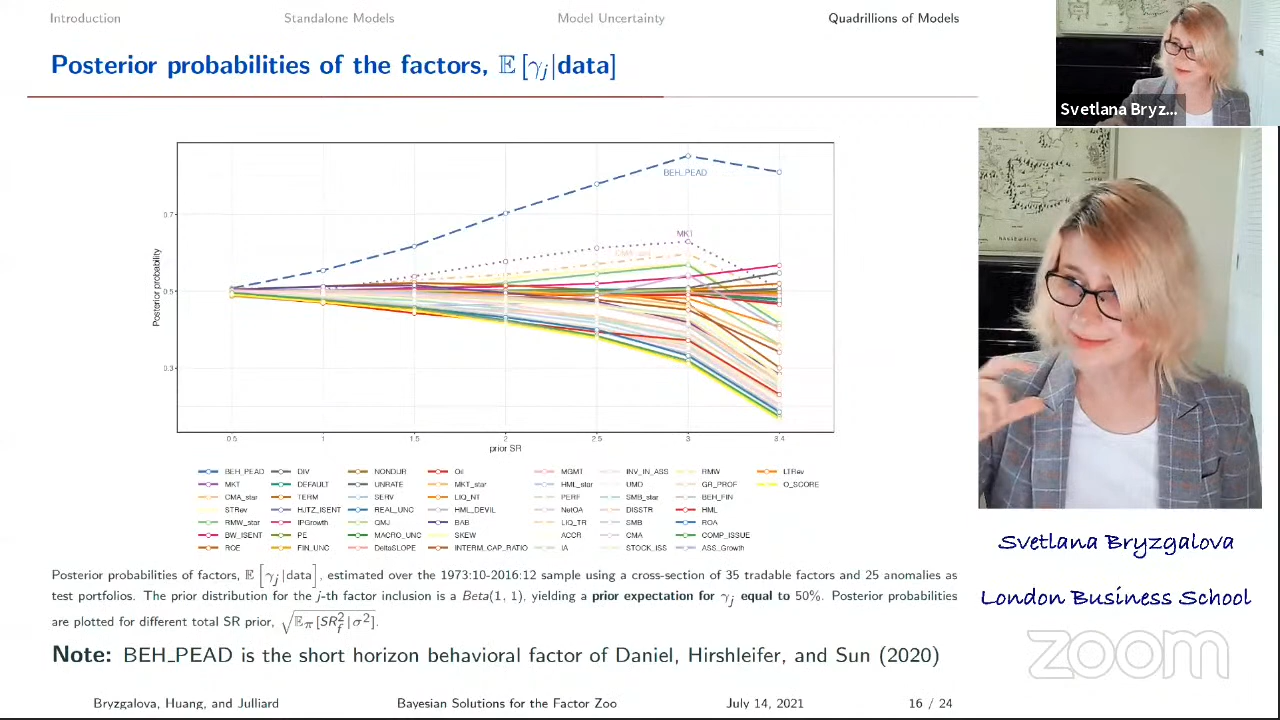 Introduction Standalone Models Model Uncertainty Quadrillions of Models
Posterior probabilities of the factors, 𝔼 [γj|data]
Svetlana Bryz...
BEH_PEAD
MKT
0.7
0.5
0.3
Posterior probability
0.5 1 1.5 2 2.5 3 3.4
prior SR
BEH_PEAD DIV NONDUR Oil MGMT INV_IN_ASS RMW LTRev
MKT DEFAULT UNRATE MKT_star HML_star UMD GR_PROF O_SCORE
CMA_star TERM SERV LIQ_NT PERF SMB_star BEH_FIN
STRev HJTZ_ISENT REAL_UNC HML_DEVIL NetOA DISSTR HML
RMW_star IPGrowth QMJ BAB LIQ_TR SMB ROA
BW_ISENT PE MACRO_UNC SKEW ACCR CMA COMP_ISSUE
ROE FIN_UNC DeltaSLOPE INTERM_CAP_RATIO IA STOCK_ISS ASS_Growth
Posterior probabilities of factors, 𝔼 [γj|data], estimated over the 1973:10-2016:12 sample using a cross-section of 35 tradable factors and 25 anomalies as
test portfolios. The prior distribution for the j-th factor inclusion is a Beta(1, 1), yielding a prior expectation for γj equal to 50%. Posterior probabilities
are plotted for different total SR prior, √𝔼π[SR²f |σ²].
Note: BEH_PEAD is the short horizon behavioral factor of Daniel, Hirshleifer, and Sun (2020)
Bryzgalova, Huang, and Julliard Bayesian Solutions for the Factor Zoo July 14, 2021 16 / 24
Svetlana Bryzgalova
London Business School
zoom